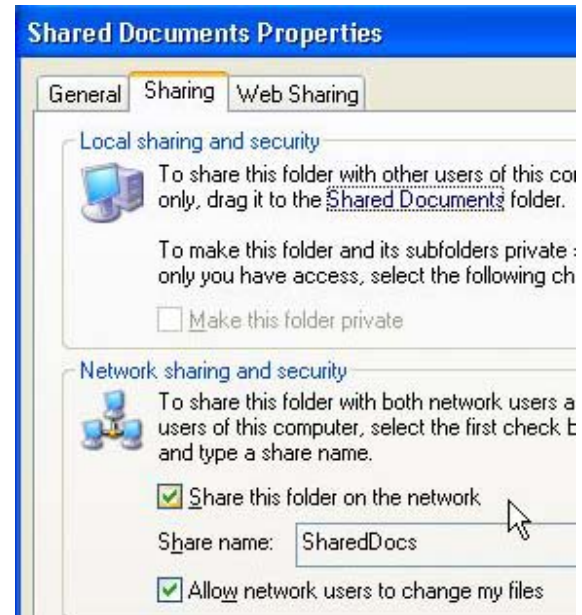 Shared Documents Properties
General Sharing Web Sharing
Local sharing and security
To share this folder with other users of this
only, drag it to the Shared Documents folder.
To make this folder and its subfolders private
only you have access, select the following
Make this folder private
Network sharing and security
To share this folder with both network users
users of this computer, select the first check
and type a share name.
Share this folder on the network
Share name: SharedDocs
Allow network users to change my files